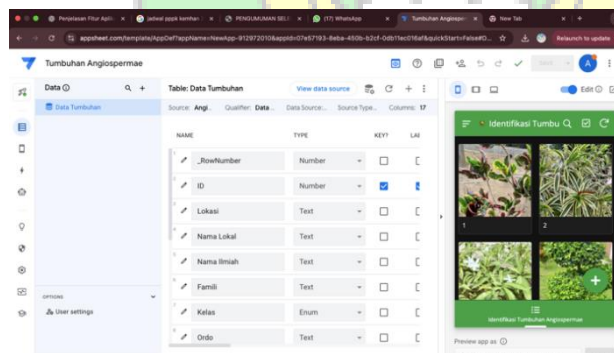 Penjelasan Fitur Aplik
jadwal pppk kemhan
PENGUMUMAN SEL
(17) WhatsApp
Tumbuhan Angiosper
New Tab
appsheet.com/template/AppDef?appName=NewApp-912972010&appId=07e57193-8eba-450b-b2cf-0db11ec016af&quickStart=False#D...
Relaunch to update
Tumbuhan Angiospermae
A
Data
Data Tumbuhan
OPTIONS
User settings
Table: Data Tumbuhan
View data source
Source: Angi...
Qualifier: Data ...
Data Source:...
Source Type...
Columns: 17
NAME
TYPE
KEY?
_RowNumber
Number
ID
Number
Lokasi
Text
Nama Lokal
Text
Nama Ilmiah
Text
Famili
Text
Kelas
Enum
Ordo
Text
Edit
Identifikasi Tumbu
1
2
Identifikasi Tumbuhan Angiospermae
Preview app as